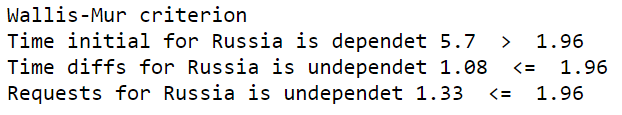 Wallis-Mur criterion
Time initial for Russia is dependet 5.7  >  1.96
Time diffs for Russia is undependet 1.08  <=  1.96
Requests for Russia is undependet 1.33  <=  1.96